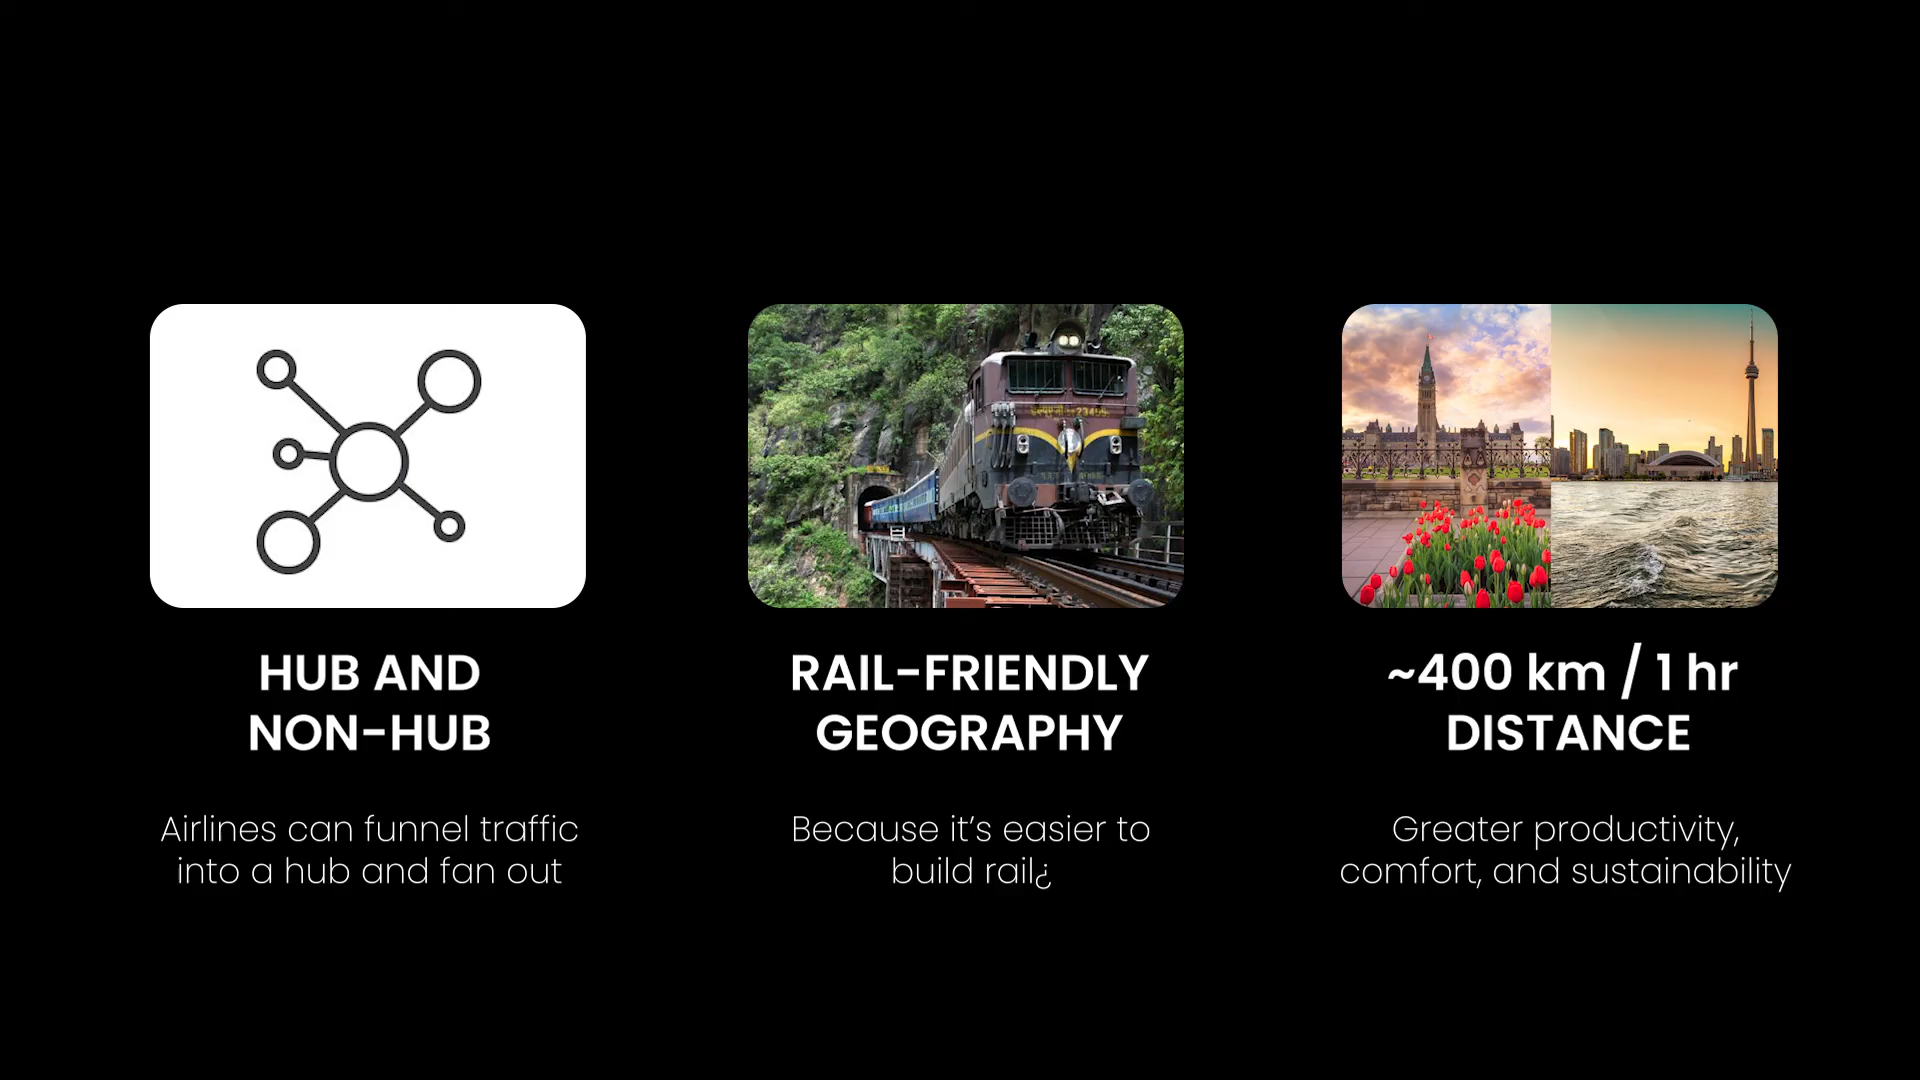 HUB AND
NON-HUB
Airlines can funnel traffic
into a hub and fan out
RAIL-FRIENDLY
GEOGRAPHY
Because it’s easier to
build rail¿
~400 km / 1 hr
DISTANCE
Greater productivity,
comfort, and sustainability